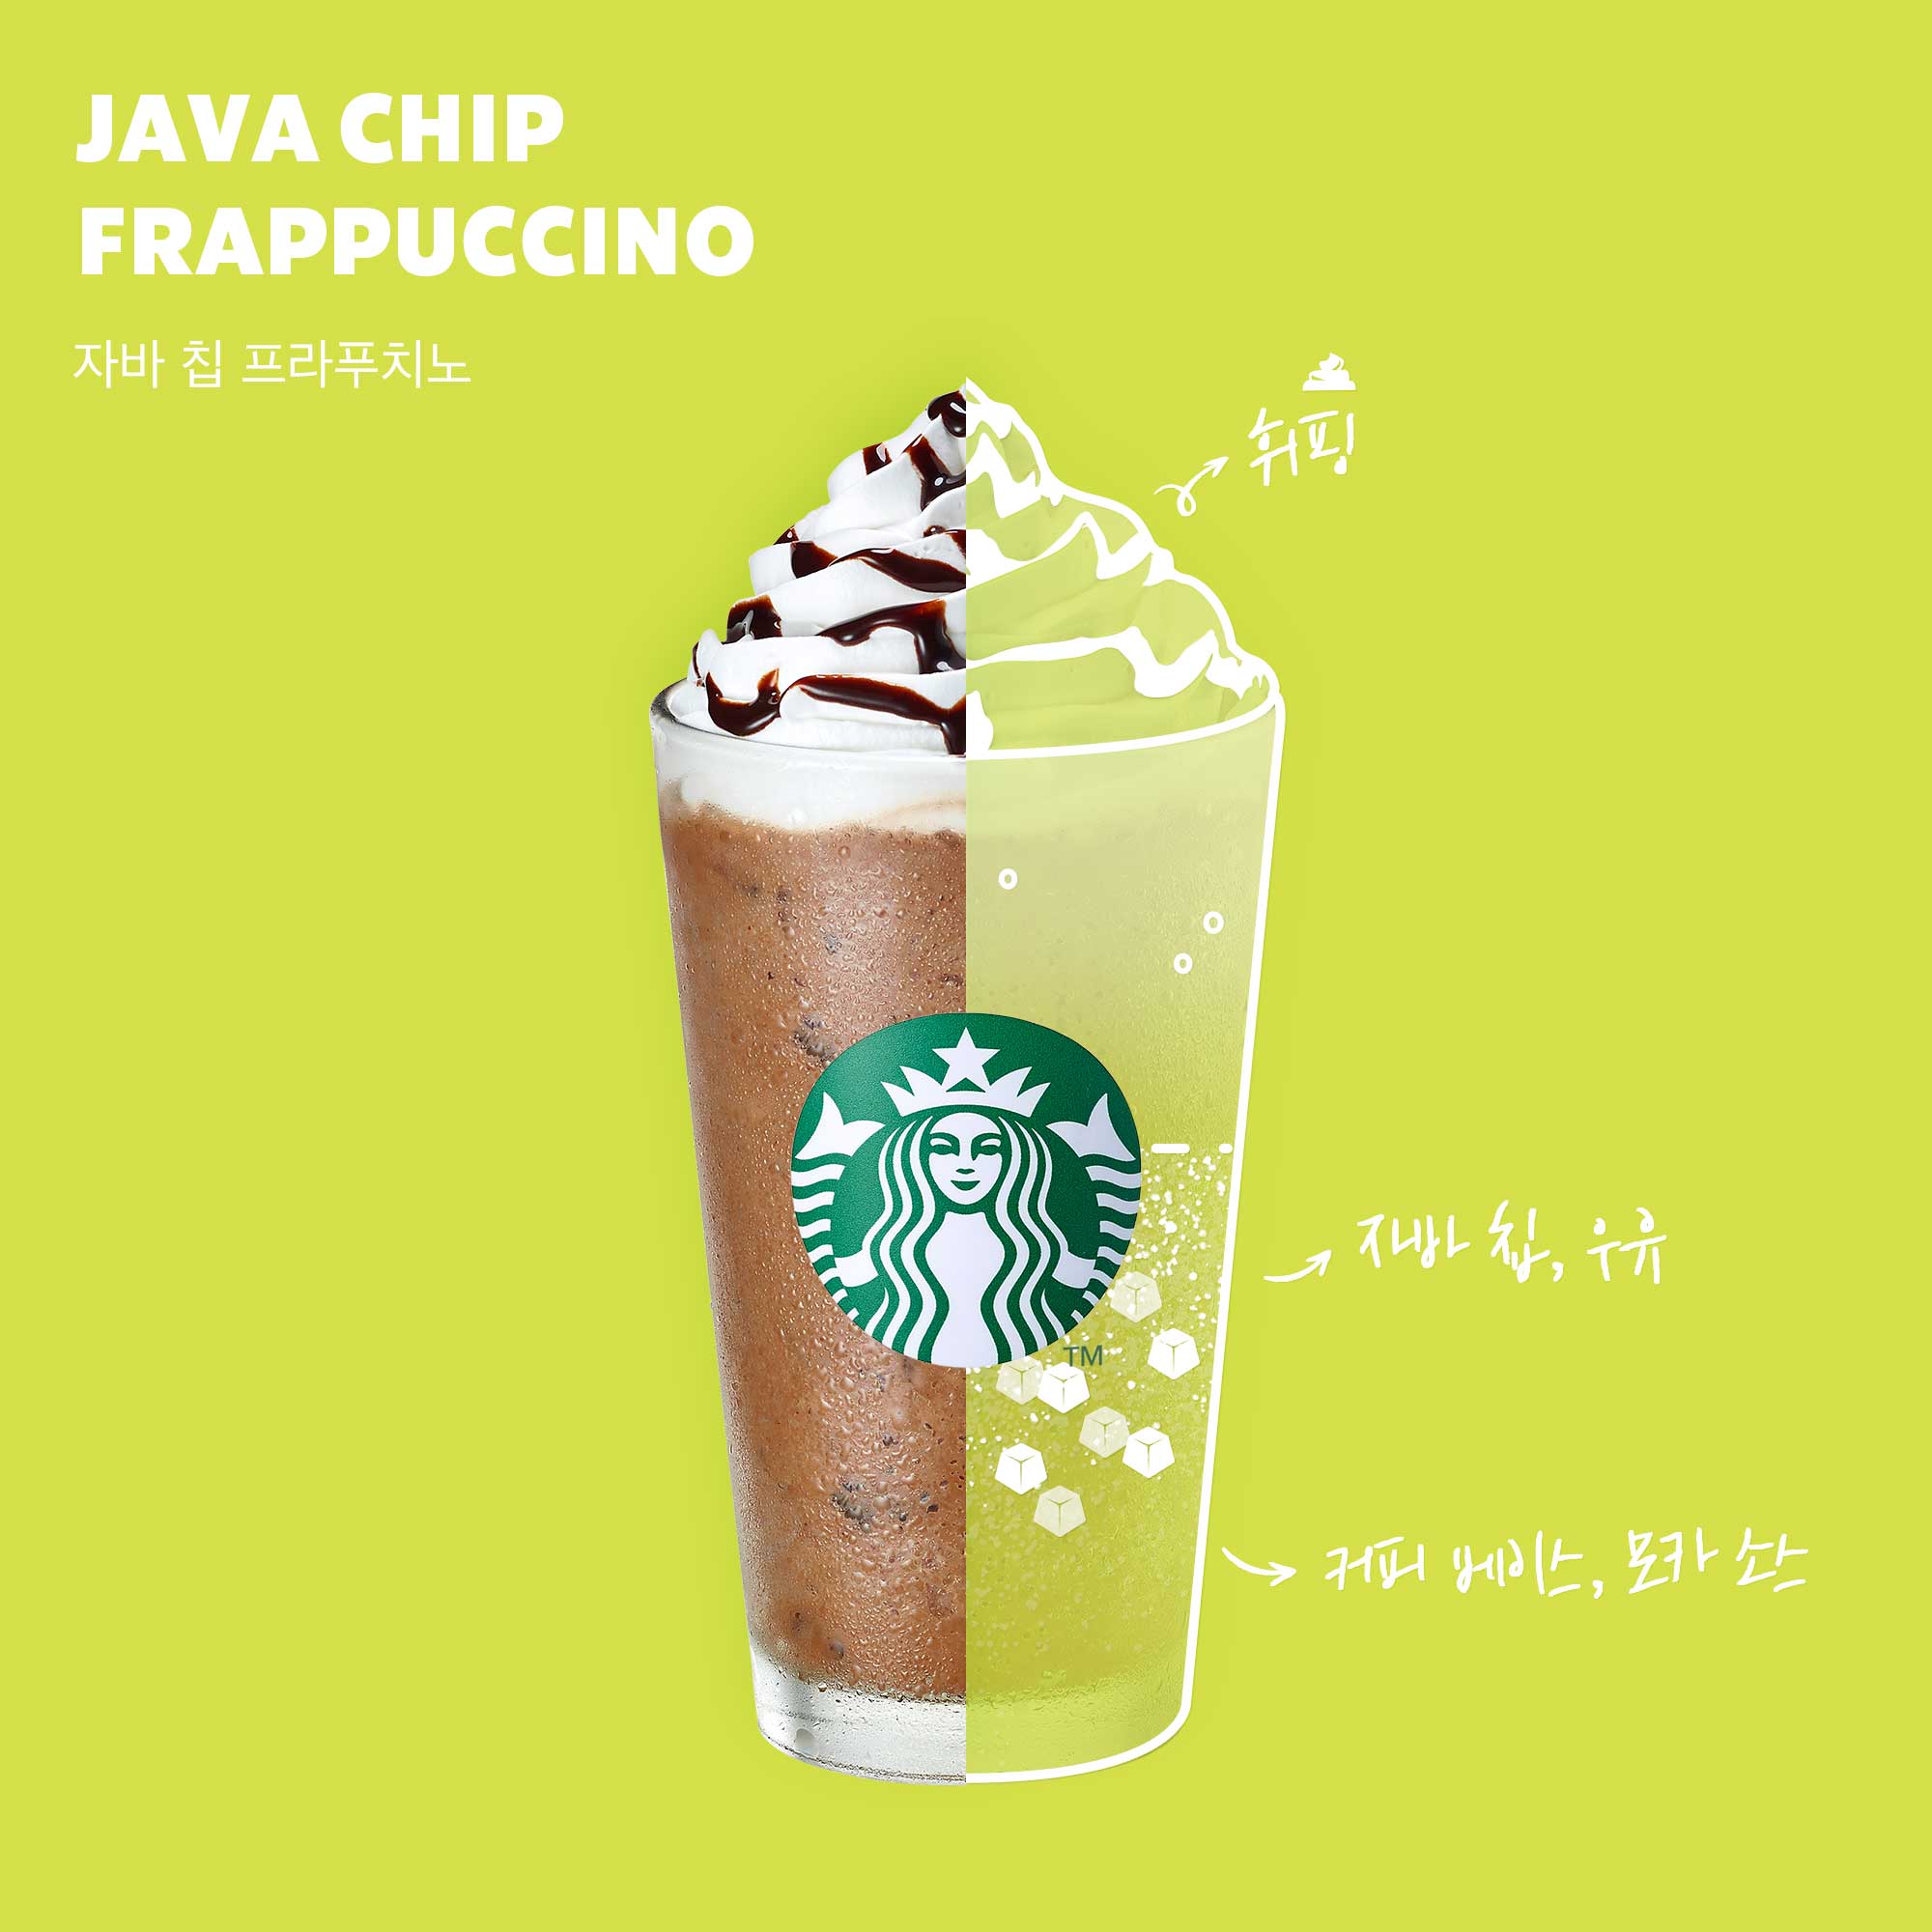 JAVA CHIP
FRAPPUCCINO
자바 칩 프라푸치노
휘핑
자바 칩, 우유
TM
커피 베이스, 모카 소스